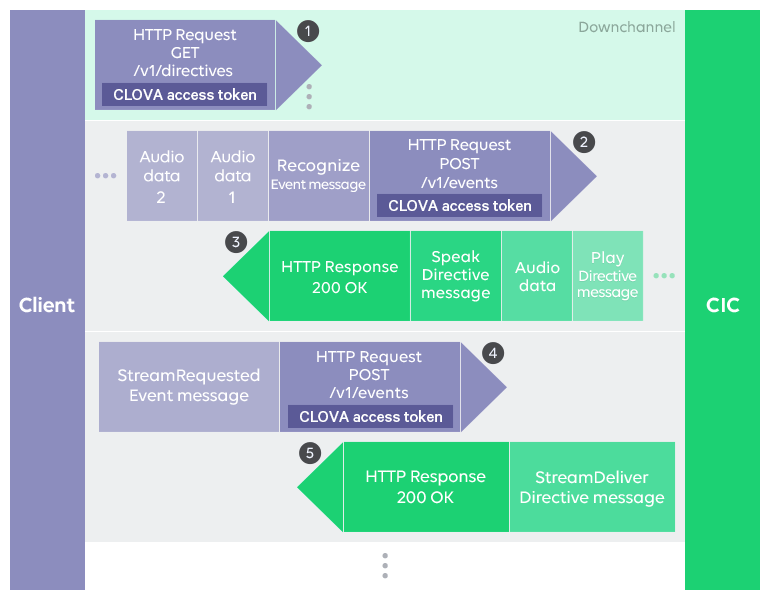 Client
CIC
Downchannel
1
HTTP Request
GET
/v1/directives
CLOVA access token
2
Audio
data
2
Audio
data
1
Recognize
Event message
HTTP Request
POST
/v1/events
CLOVA access token
3
HTTP Response
200 OK
Speak
Directive
message
Audio
data
Play
Directive
message
4
StreamRequested
Event message
HTTP Request
POST
/v1/events
CLOVA access token
5
HTTP Response
200 OK
StreamDeliver
Directive message